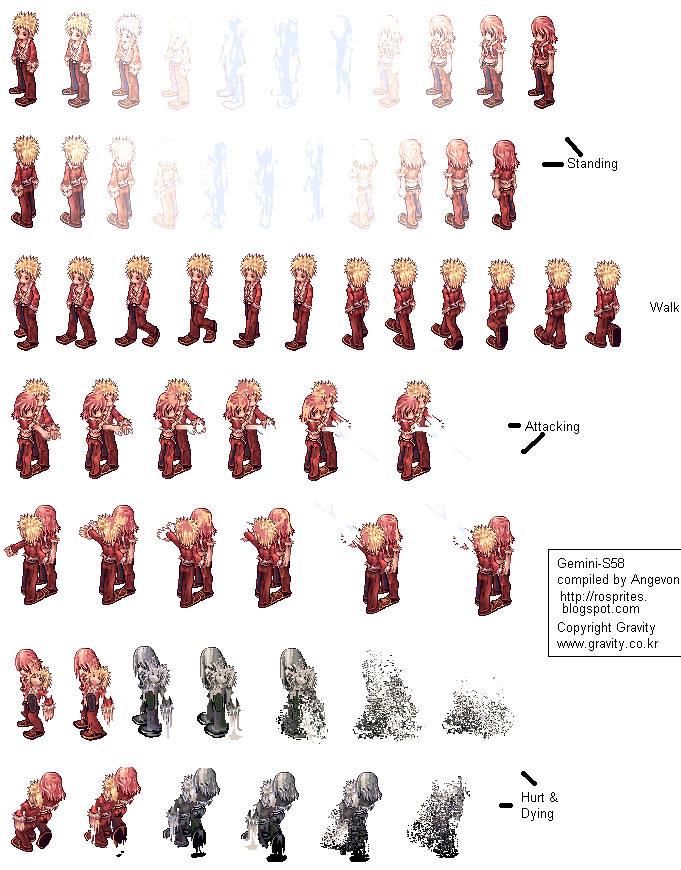 Standing
Walk
Attacking
Gemini-S58
compiled by Angevon
http://rosprites.
blogspot.com
Copyright Gravity
www.gravity.co.kr
Hurt &
Dying